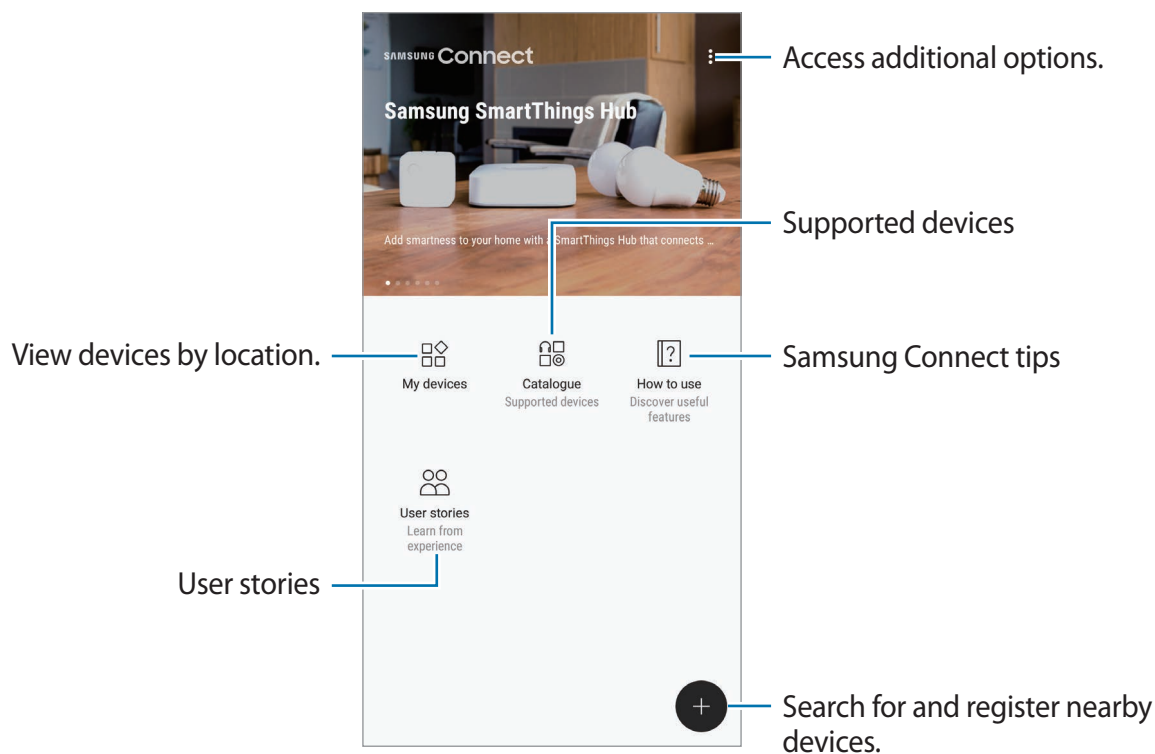 SAMSUNG Connect
Access additional options.
Samsung SmartThings Hub
Supported devices
Add smartness to your home with a SmartThings Hub that connects ...
View devices by location.
My devices
Catalogue
Supported devices
How to use
Discover useful
features
Samsung Connect tips
User stories
Learn from
experience
User stories
Search for and register nearby
devices.